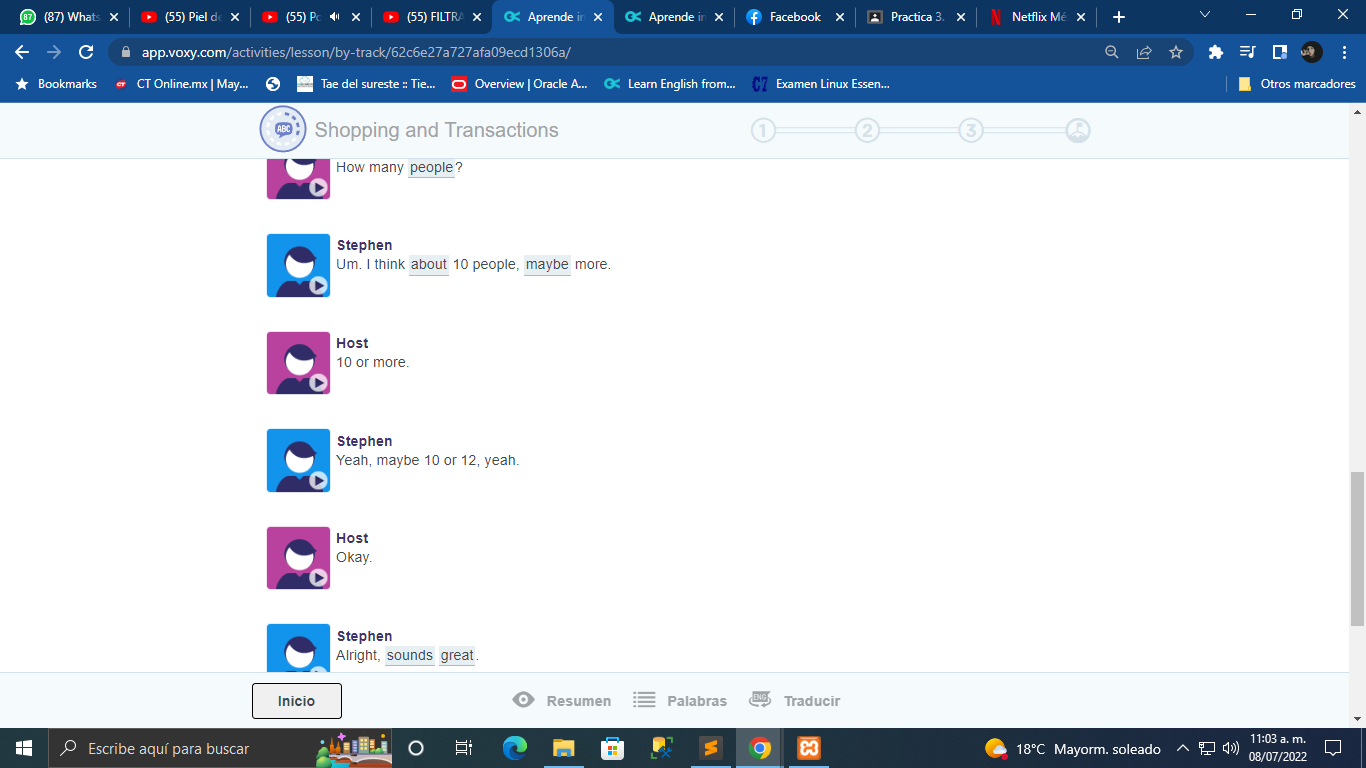 87 (87) Whats
(55) Piel de
(55) Po
(55) FILTRA
Aprende in
Aprende in
Facebook
Practica 3.
Netflix Mé
app.voxy.com/activities/lesson/by-track/62c6e27a727afa09ecd1306a/
Bookmarks
CT Online.mx | May...
Tae del sureste :: Tie...
Overview | Oracle A...
Learn English from...
C7 Examen Linux Essen...
Otros marcadores
ABC Shopping and Transactions
1 2 3
How many people?
Stephen
Um. I think about 10 people, maybe more.
Host
10 or more.
Stephen
Yeah, maybe 10 or 12, yeah.
Host
Okay.
Stephen
Alright, sounds great.
Inicio
Resumen
Palabras
ENG Traducir
Escribe aquí para buscar
18°C Mayorm. soleado
11:03 a. m.
08/07/2022